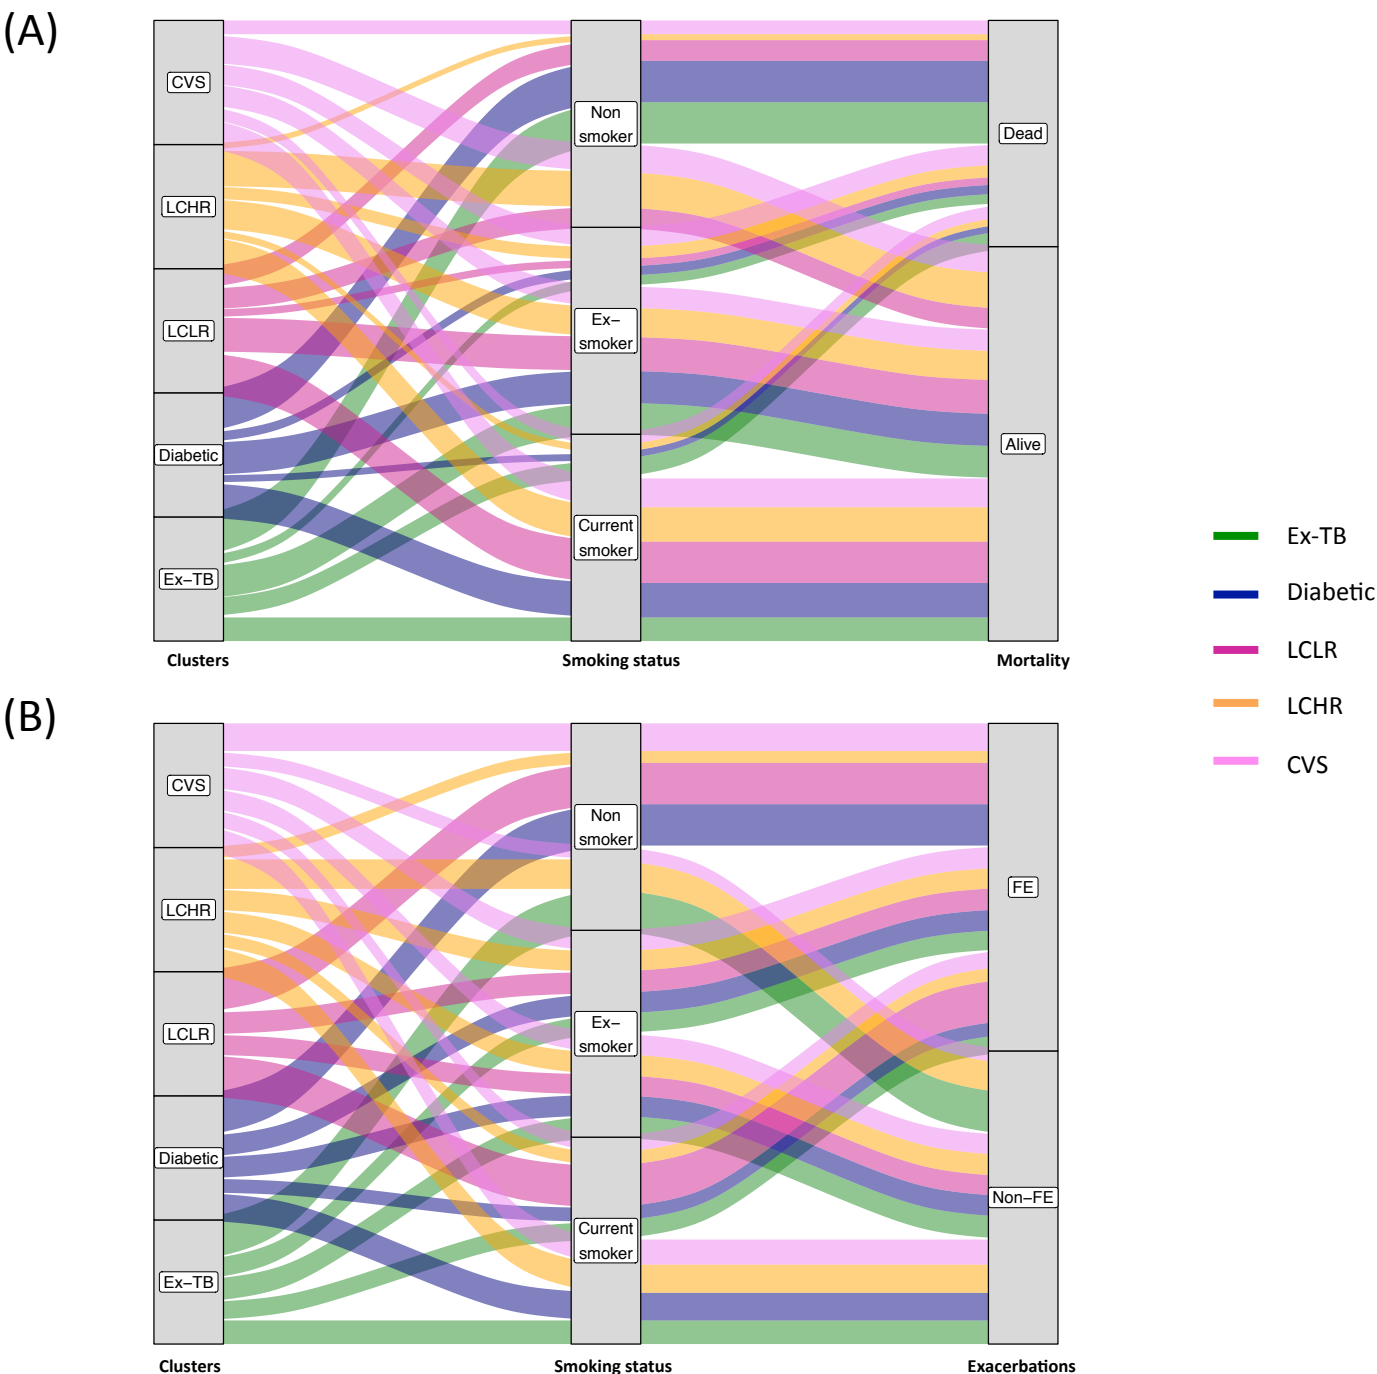 (A)
CVS
LCHR
LCLR
Diabetic
Ex−TB
Non
smoker
Ex−
smoker
Current
smoker
Dead
Alive
Clusters
Smoking status
Mortality
Ex-TB
Diabetic
LCLR
LCHR
CVS
(B)
CVS
LCHR
LCLR
Diabetic
Ex−TB
Non
smoker
Ex−
smoker
Current
smoker
FE
Non−FE
Clusters
Smoking status
Exacerbations